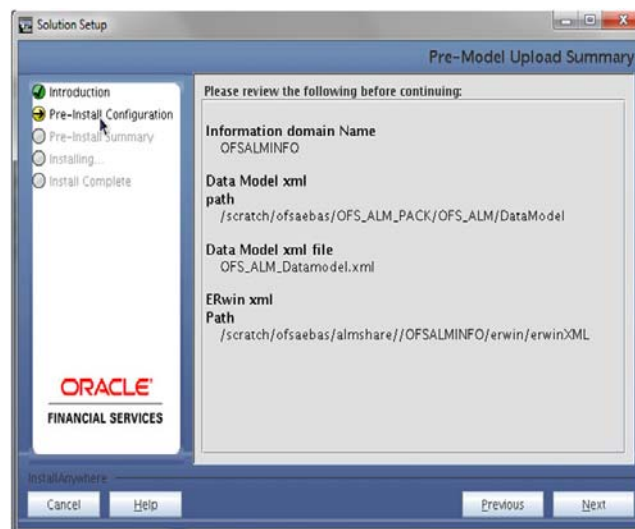 Solution Setup
Pre-Model Upload Summary
Introduction
Pre-Install Configuration
Pre-Install Summary
Installing...
Install Complete
ORACLE
FINANCIAL SERVICES
Please review the following before continuing:
Information domain Name
OFSALMINFO
Data Model xml
path
/scratch/ofsaebas/OFS_ALM_PACK/OFS_ALM/DataModel
Data Model xml file
OFS_ALM_Datamodel.xml
ERwin xml
Path
/scratch/ofsaebas/almshare//OFSALMINFO/erwin/erwinXML
InstallAnywhere
Cancel
Help
Previous
Next